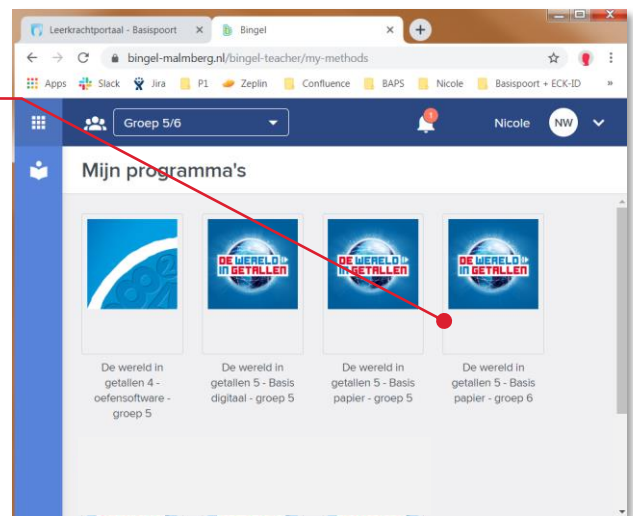 Leerkrachtportaal - Basispoort
Bingel
bingel-malmberg.nl/bingel-teacher/my-methods
Apps Slack Jira P1 Zeplin Confluence BAPS Nicole Basispoort + ECK-ID »
Groep 5/6
1
Nicole
NW
Mijn programma's
DE WERELD
IN GETALLEN
DE WERELD
IN GETALLEN
DE WERELD
IN GETALLEN
De wereld in
getallen 4 -
oefensoftware -
groep 5
De wereld in
getallen 5 - Basis
digitaal - groep 5
De wereld in
getallen 5 - Basis
papier - groep 5
De wereld in
getallen 5 - Basis
papier - groep 6